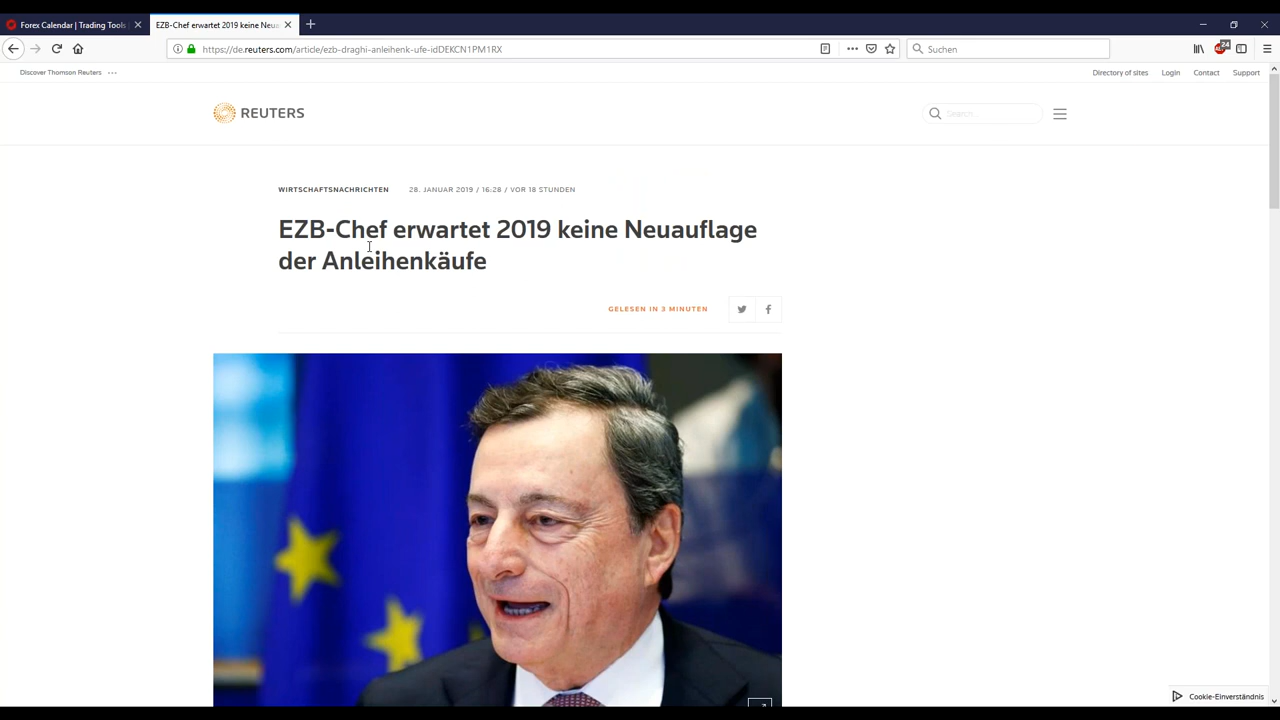 Forex Calendar | Trading Tools
EZB-Chef erwartet 2019 keine Neua
https://de.reuters.com/article/ezb-draghi-anleihenk-ufe-idDEKCN1PM1RX
Suchen
24
Discover Thomson Reuters ···
Directory of sites Login Contact Support
REUTERS
Search...
WIRTSCHAFTSNACHRICHTEN 28. JANUAR 2019 / 16:28 / VOR 18 STUNDEN
EZB-Chef erwartet 2019 keine Neuauflage
der Anleihenkäufe
GELESEN IN 3 MINUTEN
Cookie-Einverständnis